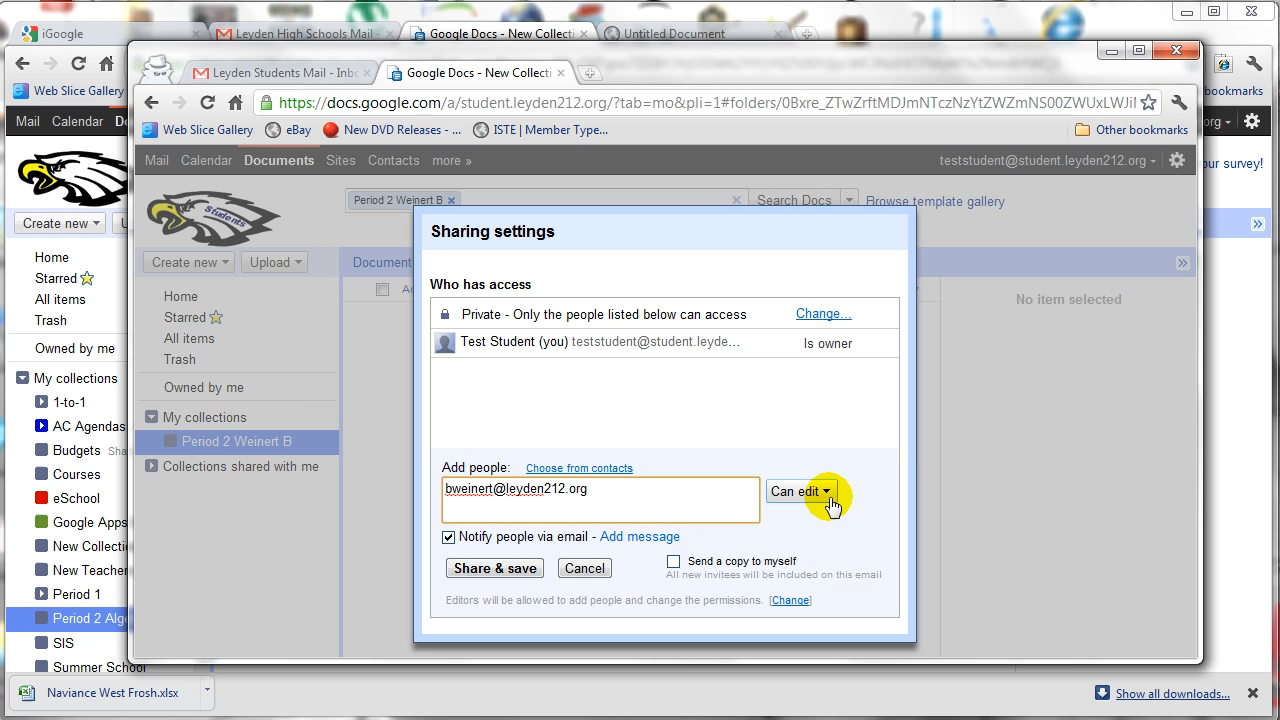 iGoogle
Leyden High Schools Mail -
Google Docs - New Collecti
Untitled Document
Web Slice Gallery
bookmarks
Mail Calendar Do
org
our survey!
Create new
U
Home
Starred
All items
Trash
Owned by me
My collections
1-to-1
AC Agendas
Budgets Sha
Courses
eSchool
Google Apps
New Collecti
New Teacher
Period 1
Period 2 Alge
SIS
Summer School
Leyden Students Mail - Inbo
Google Docs - New Collecti
https://docs.google.com/a/student.leyden212.org/?tab=mo&pli=1#folders/0Bxre_ZTwZrftMDJmNTczNzYtZWZmNS00ZWUxLWJil
Web Slice Gallery eBay New DVD Releases - ... ISTE | Member Type...
Other bookmarks
Mail Calendar Documents Sites Contacts more »
teststudent@student.leyden212.org
Students
Period 2 Weinert B
Search Docs
Browse template gallery
Create new
Upload
Document
No item selected
Home
Starred
All items
Trash
Owned by me
My collections
Period 2 Weinert B
Collections shared with me
Sharing settings
Who has access
Private - Only the people listed below can access Change...
Test Student (you) teststudent@student.leyde... Is owner
Add people: Choose from contacts
bweinert@leyden212.org
Can edit
Notify people via email - Add message
Share & save
Cancel
Send a copy to myself
All new invitees will be included on this email
Editors will be allowed to add people and change the permissions. [Change]
Naviance West Frosh.xlsx
Show all downloads...